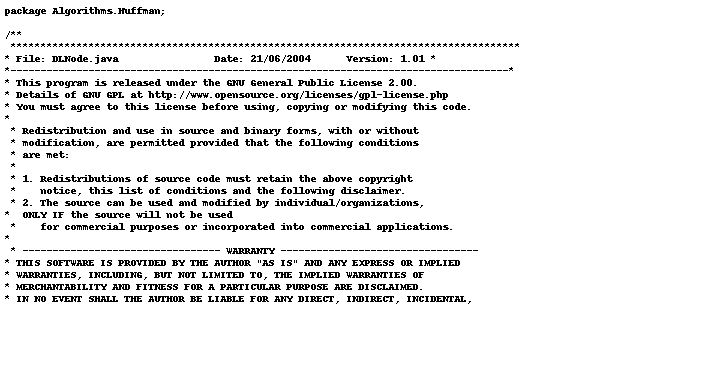 package Algorithms.Huffman;

/**
 *************************************************************************************
* File: DLNode.java                Date: 21/06/2004      Version: 1.01 *
*-----------------------------------------------------------------------------------*
* This program is released under the GNU General Public License 2.00.
* Details of GNU GPL at http://www.opensource.org/licenses/gpl-license.php
* You must agree to this license before using, copying or modifying this code.
*
 * Redistribution and use in source and binary forms, with or without
 * modification, are permitted provided that the following conditions
 * are met:
 *
 * 1. Redistributions of source code must retain the above copyright
 *    notice, this list of conditions and the following disclaimer.
 * 2. The source can be used and modified by individual/organizations,
*  ONLY IF the source will not be used
 *    for commercial purposes or incorporated into commercial applications.
*
 * --------------------------------- WARRANTY ---------------------------------
* THIS SOFTWARE IS PROVIDED BY THE AUTHOR "AS IS" AND ANY EXPRESS OR IMPLIED
* WARRANTIES, INCLUDING, BUT NOT LIMITED TO, THE IMPLIED WARRANTIES OF
* MERCHANTABILITY AND FITNESS FOR A PARTICULAR PURPOSE ARE DISCLAIMED.
* IN NO EVENT SHALL THE AUTHOR BE LIABLE FOR ANY DIRECT, INDIRECT, INCIDENTAL,